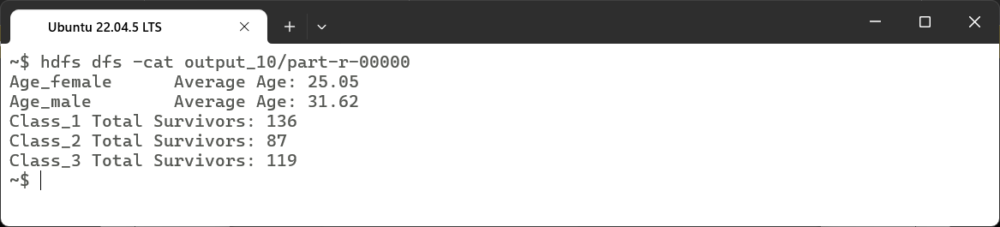 Ubuntu 22.04.5 LTS
~$ hdfs dfs -cat output_10/part-r-00000
Age_female      Average Age: 25.05
Age_male        Average Age: 31.62
Class_1 Total Survivors: 136
Class_2 Total Survivors: 87
Class_3 Total Survivors: 119
~$